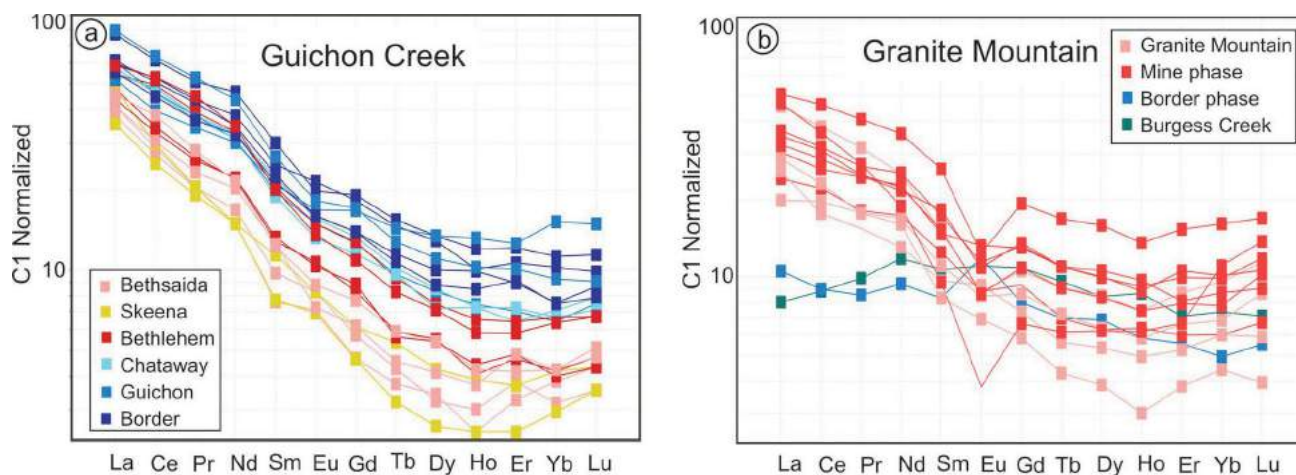 a
Guichon Creek
100
C1 Normalized
10
Bethsaida
Skeena
Bethlehem
Chataway
Guichon
Border
La Ce Pr Nd Sm Eu Gd Tb Dy Ho Er Yb Lu
b
Granite Mountain
100
C1 Normalized
10
Granite Mountain
Mine phase
Border phase
Burgess Creek
La Ce Pr Nd Sm Eu Gd Tb Dy Ho Er Yb Lu